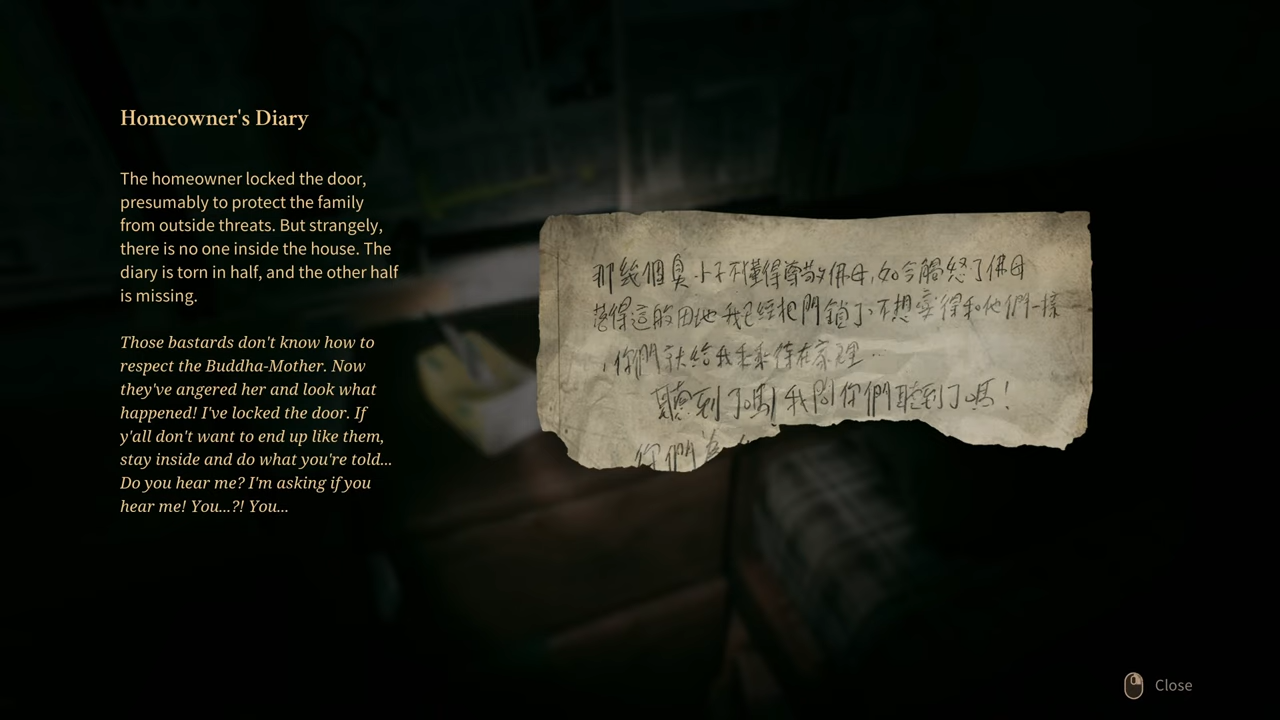 Homeowner's Diary
The homeowner locked the door,
presumably to protect the family
from outside threats. But strangely,
there is no one inside the house. The
diary is torn in half, and the other half
is missing.
Those bastards don't know how to
respect the Buddha-Mother. Now
they've angered her and look what
happened! I've locked the door. If
y'all don't want to end up like them,
stay inside and do what you're told...
Do you hear me? I'm asking if you
hear me! You...?! You...
那幾個臭小子不懂得尊敬佛母,如今觸怒了佛母
落得這般田地 我已經把門鎖了,不想變得和他們一樣
,你們就給我乖乖待在家裡..
聽到了嗎 我問你們聽到了嗎!
你們為
Close